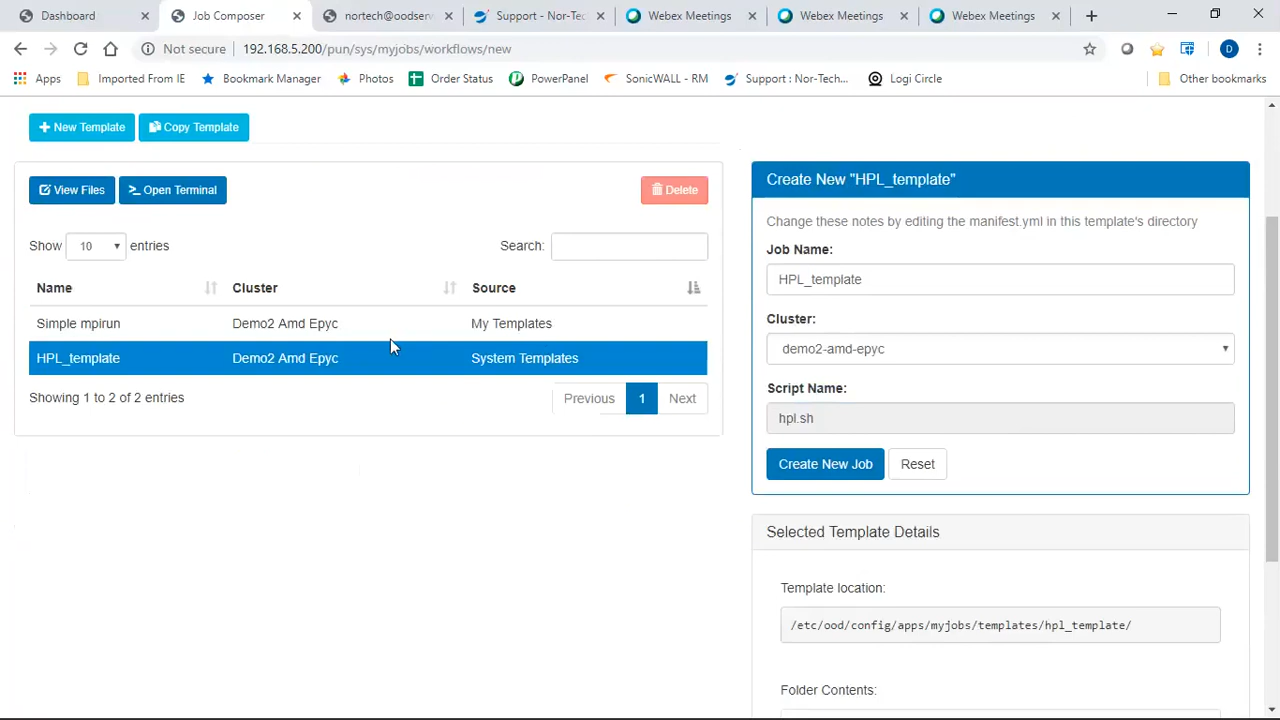 Dashboard
Job Composer
nortech@oodserv
Support - Nor-Tec
Webex Meetings
Webex Meetings
Webex Meetings
Not secure
192.168.5.200/pun/sys/myjobs/workflows/new
D
Apps
Imported From IE
Bookmark Manager
Photos
Order Status
PowerPanel
SonicWALL - RM
Support : Nor-Tech...
Logi Circle
Other bookmarks
New Template
Copy Template
View Files
Open Terminal
Delete
Show 10 entries
Search:
Name Cluster Source
Simple mpirun Demo2 Amd Epyc My Templates
HPL_template Demo2 Amd Epyc System Templates
Showing 1 to 2 of 2 entries
Previous 1 Next
Create New "HPL_template"
Change these notes by editing the manifest.yml in this template's directory
Job Name:
HPL_template
Cluster:
demo2-amd-epyc
Script Name:
hpl.sh
Create New Job
Reset
Selected Template Details
Template location:
/etc/ood/config/apps/myjobs/templates/hpl_template/
Folder Contents: